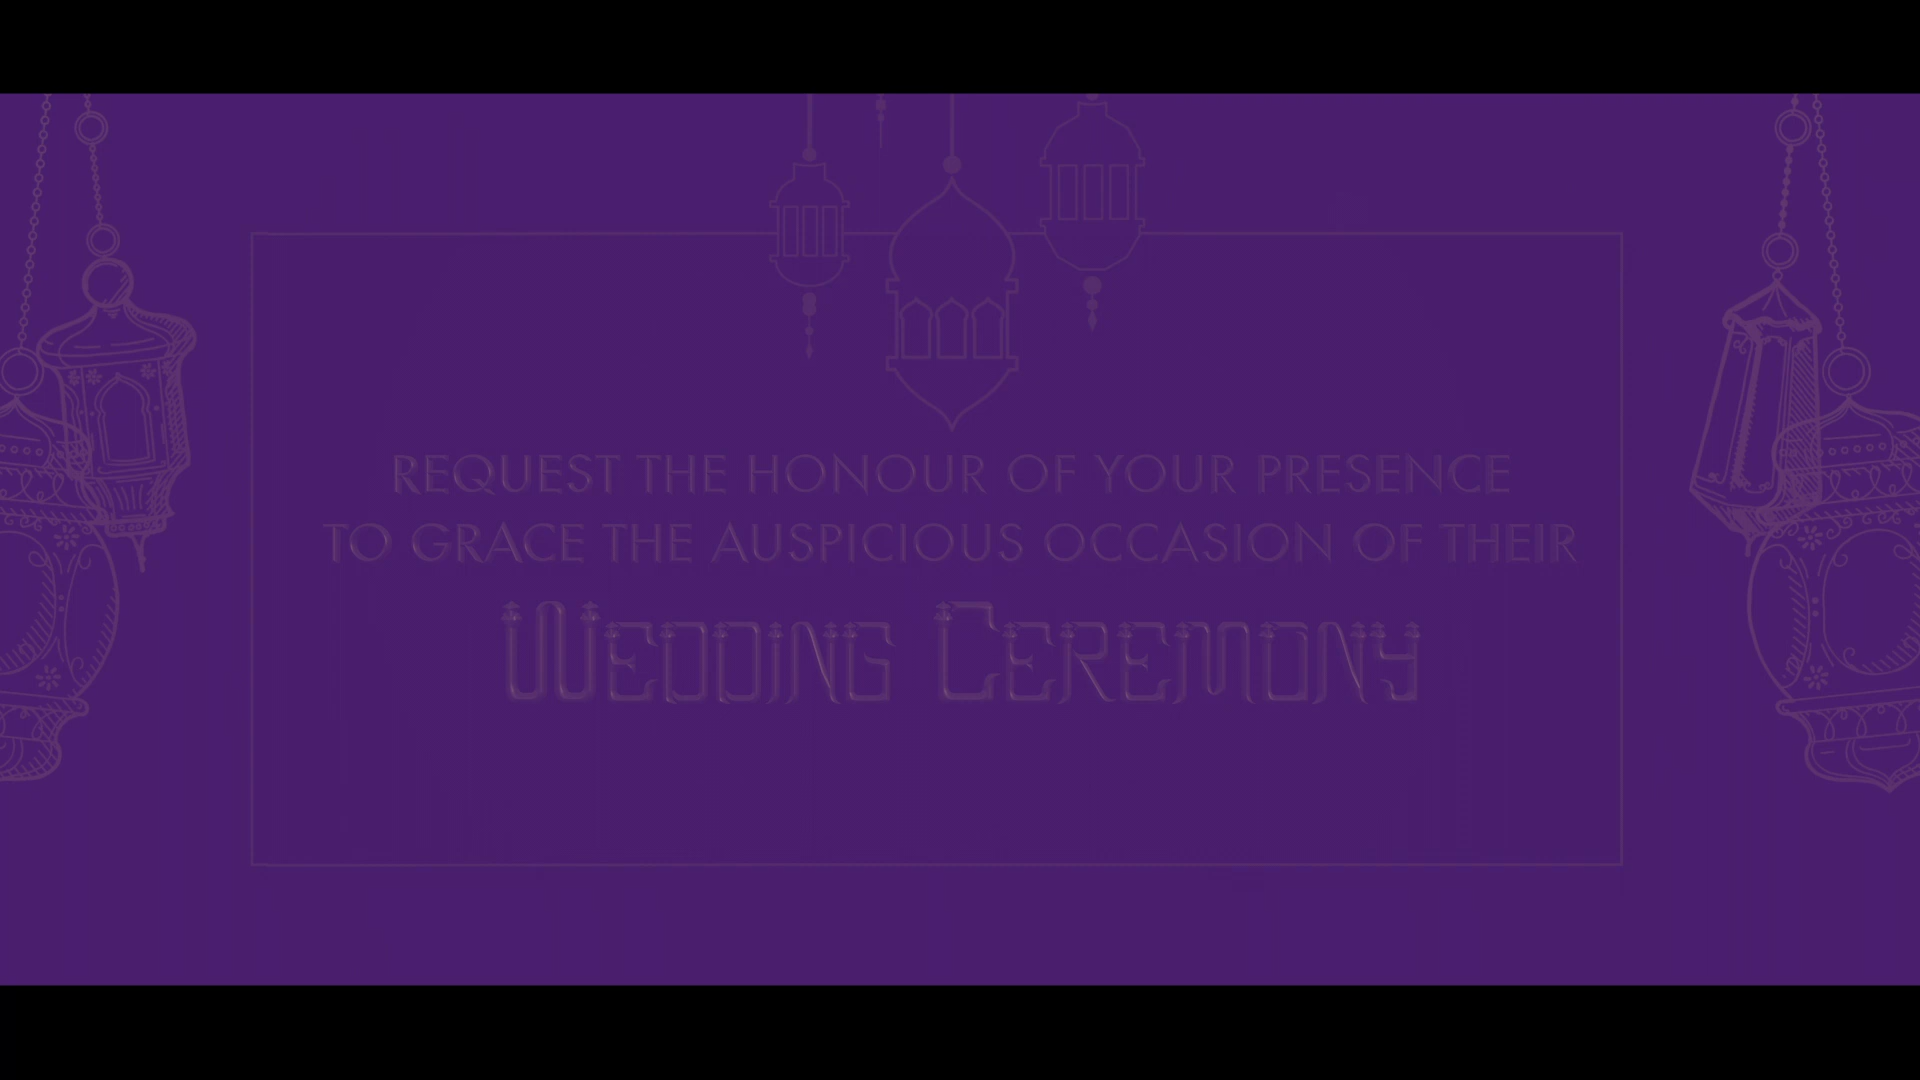 REQUEST THE HONOUR OF YOUR PRESENCE
TO GRACE THE AUSPICIOUS OCCASION OF THEIR
WEDDING CEREMONY